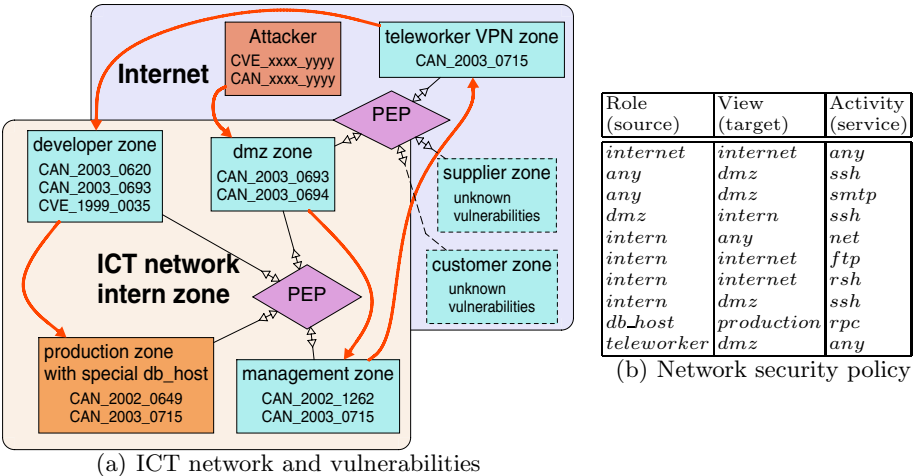 Attacker
CVE_xxxx_yyyy
CAN_xxxx_yyyy
teleworker VPN zone
CAN_2003_0715
Internet
PEP
developer zone
CAN_2003_0620
CAN_2003_0693
CVE_1999_0035
dmz zone
CAN_2003_0693
CAN_2003_0694
supplier zone
unknown
vulnerabilities
customer zone
unknown
vulnerabilities
ICT network
intern zone
PEP
production zone
with special db_host
CAN_2002_0649
CAN_2003_0715
management zone
CAN_2002_1262
CAN_2003_0715
(a) ICT network and vulnerabilities
Role View Activity
(source) (target) (service)
internet internet any
any dmz ssh
any dmz smtp
dmz intern ssh
intern any net
intern internet ftp
intern internet rsh
intern dmz ssh
db_host production rpc
teleworker dmz any
(b) Network security policy